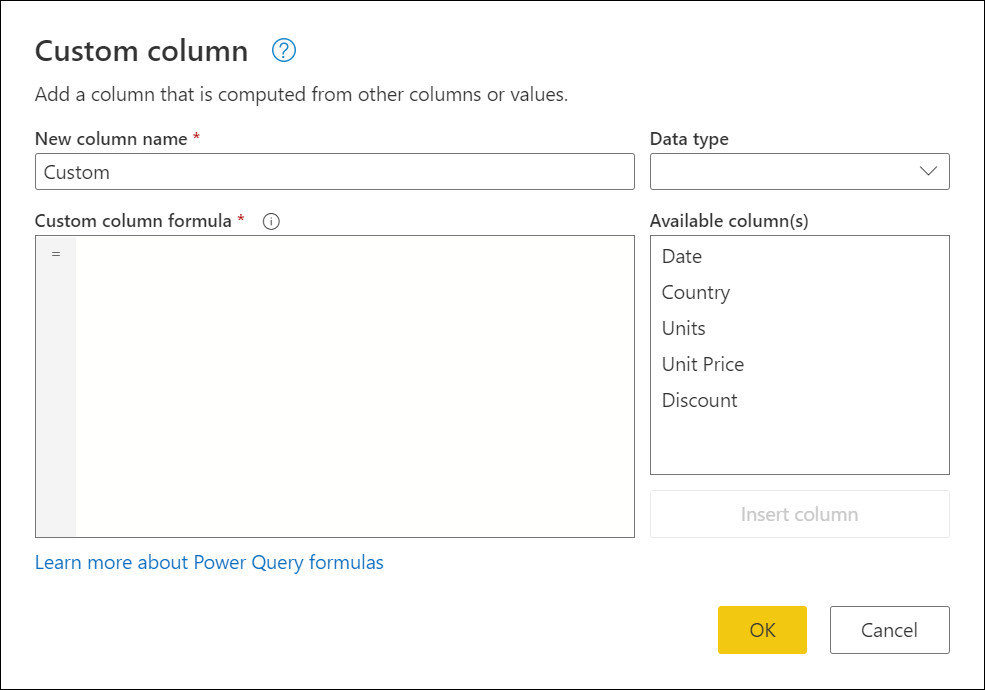 Custom column
Add a column that is computed from other columns or values.
New column name *
Data type
Custom
Custom column formula *
Available column(s)
=
Date
Country
Units
Unit Price
Discount
Insert column
Learn more about Power Query formulas
OK
Cancel